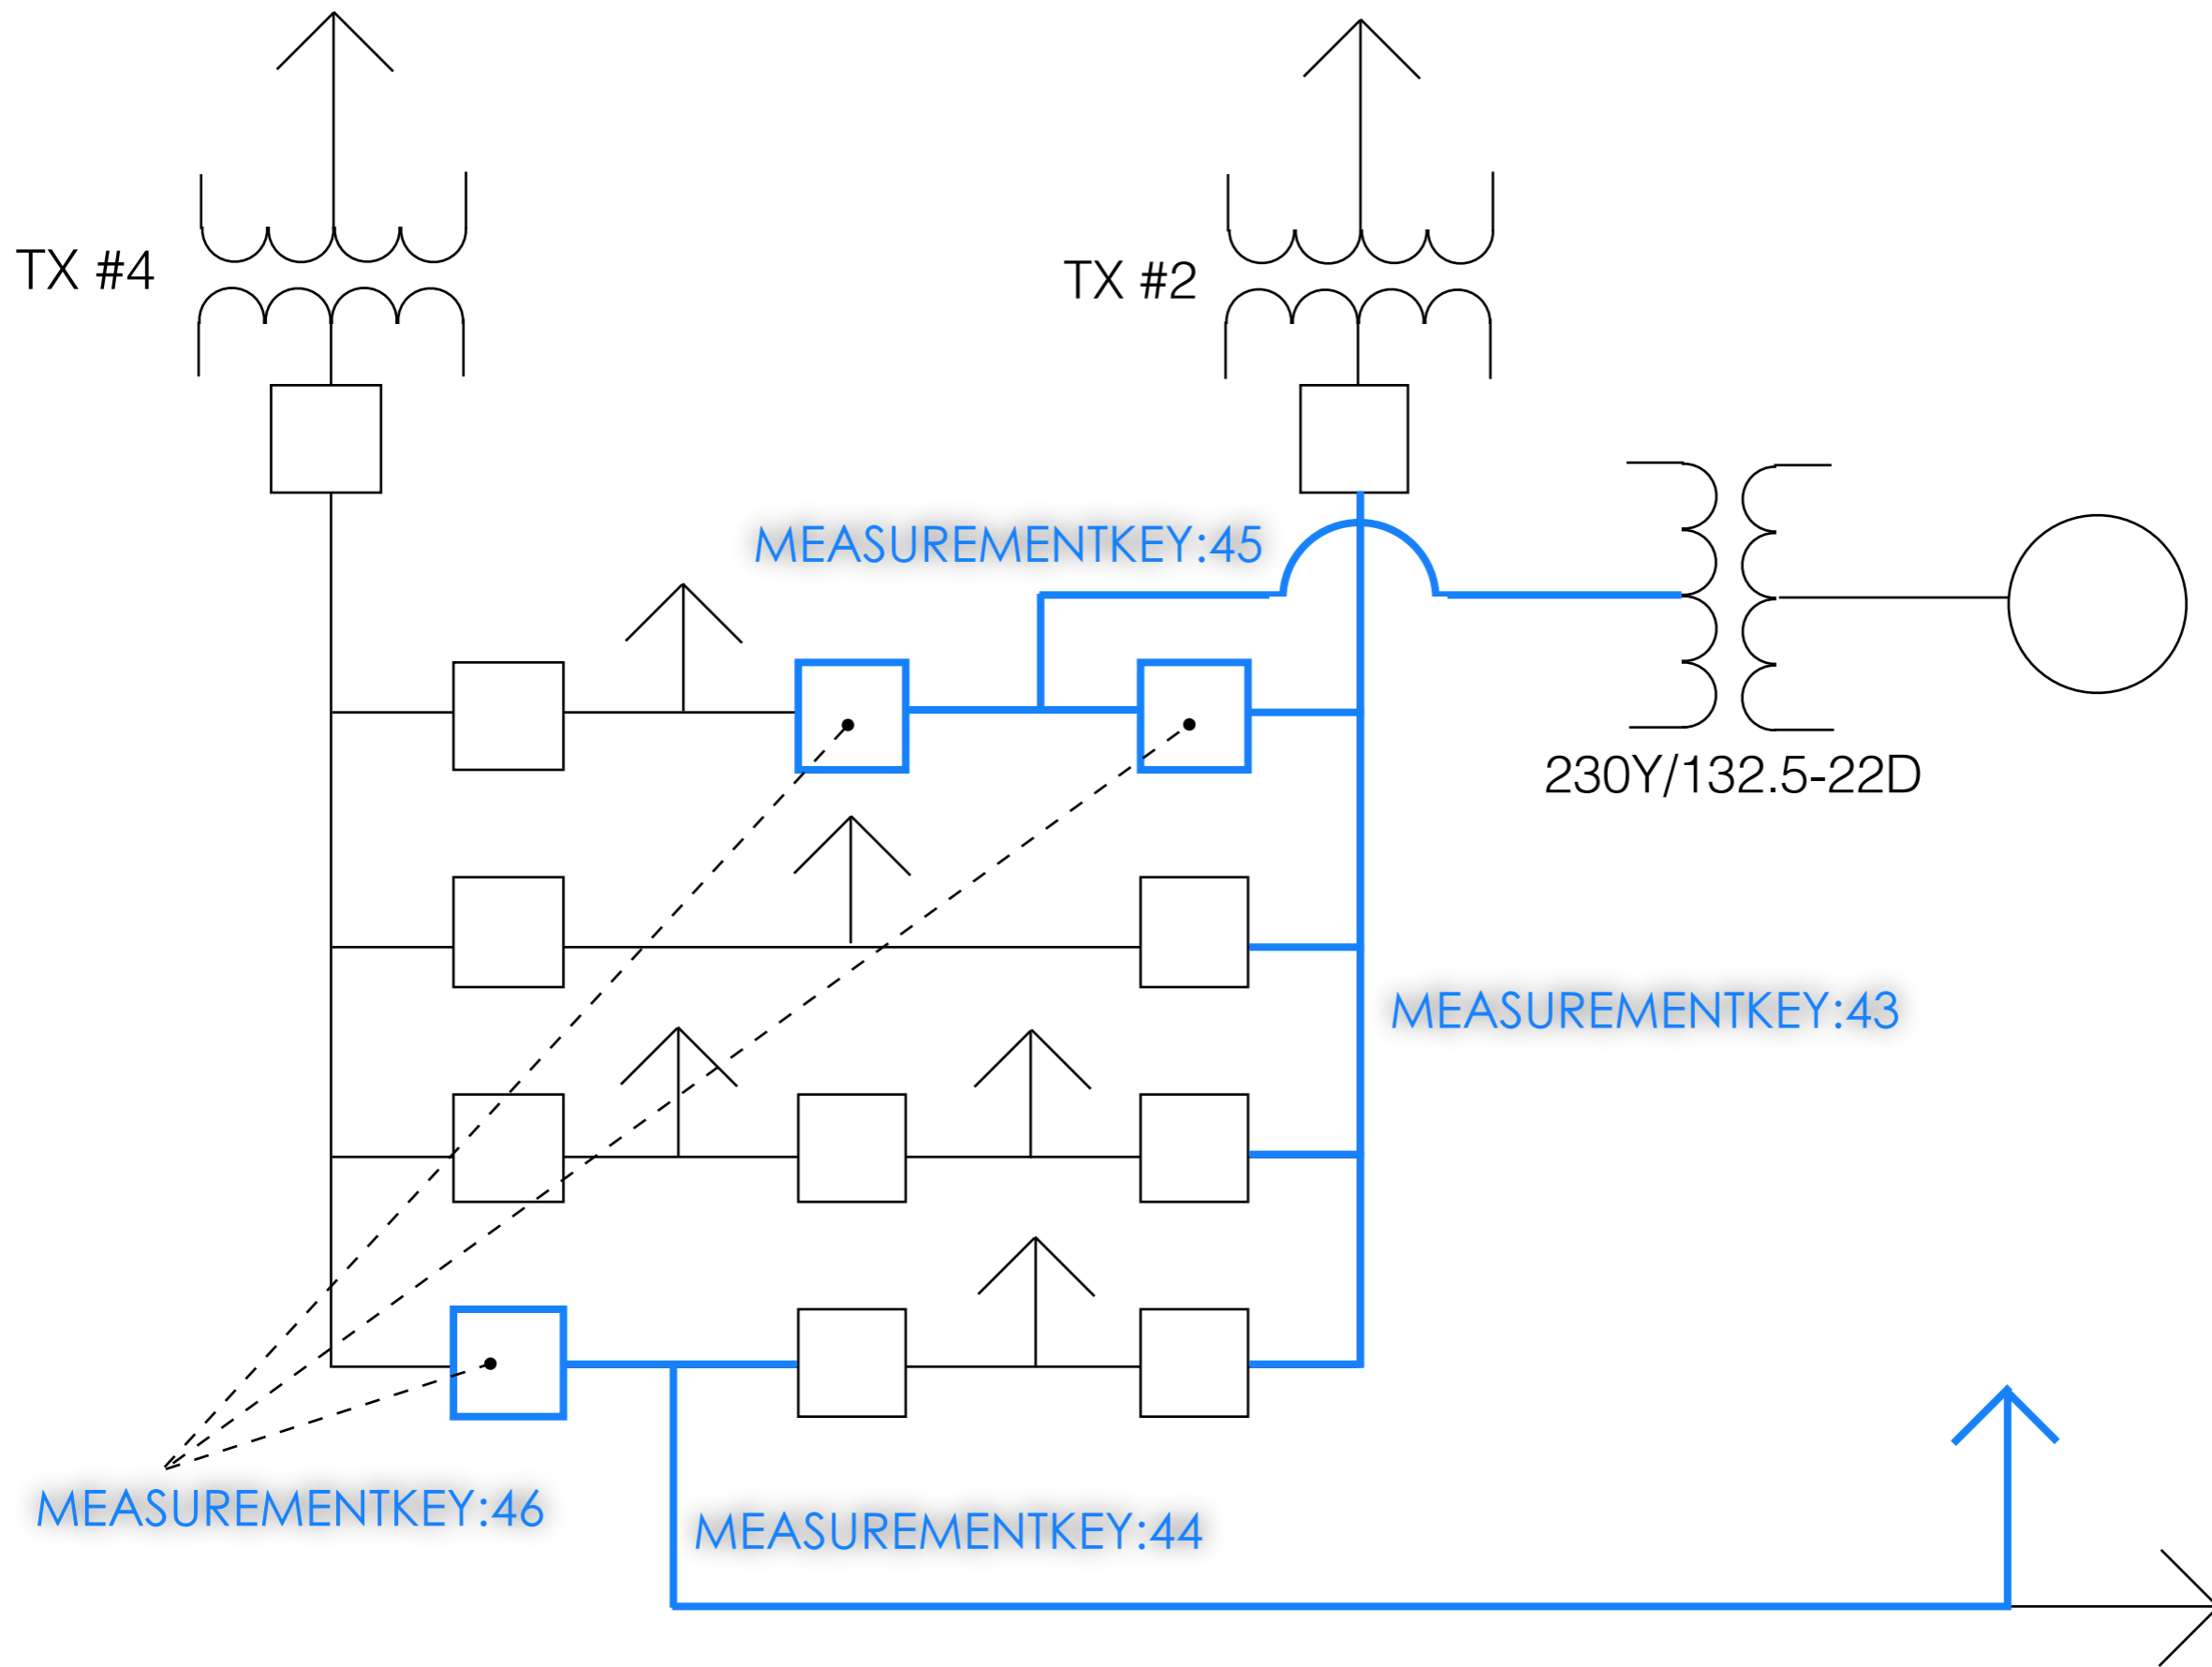 TX #4
TX #2
MEASUREMENTKEY:45
230Y/132.5-22D
MEASUREMENTKEY:43
MEASUREMENTKEY:46
MEASUREMENTKEY:44